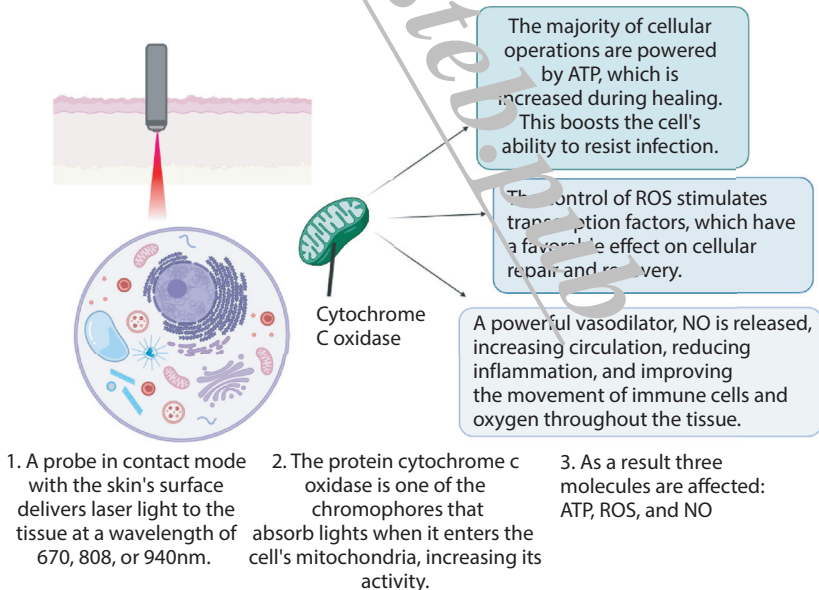 The majority of cellular
operations are powered
by ATP, which is
increased during healing.
This boosts the cell's
ability to resist infection.
The control of ROS stimulates
transcription factors, which have
a favorable effect on cellular
repair and recovery.
Cytochrome
C oxidase
A powerful vasodilator, NO is released,
increasing circulation, reducing
inflammation, and improving
the movement of immune cells and
oxygen throughout the tissue.
1. A probe in contact mode
with the skin's surface
delivers laser light to the
tissue at a wavelength of
670, 808, or 940nm.
2. The protein cytochrome c
oxidase is one of the
chromophores that
absorb lights when it enters the
cell's mitochondria, increasing its
activity.
3. As a result three
molecules are affected:
ATP, ROS, and NO